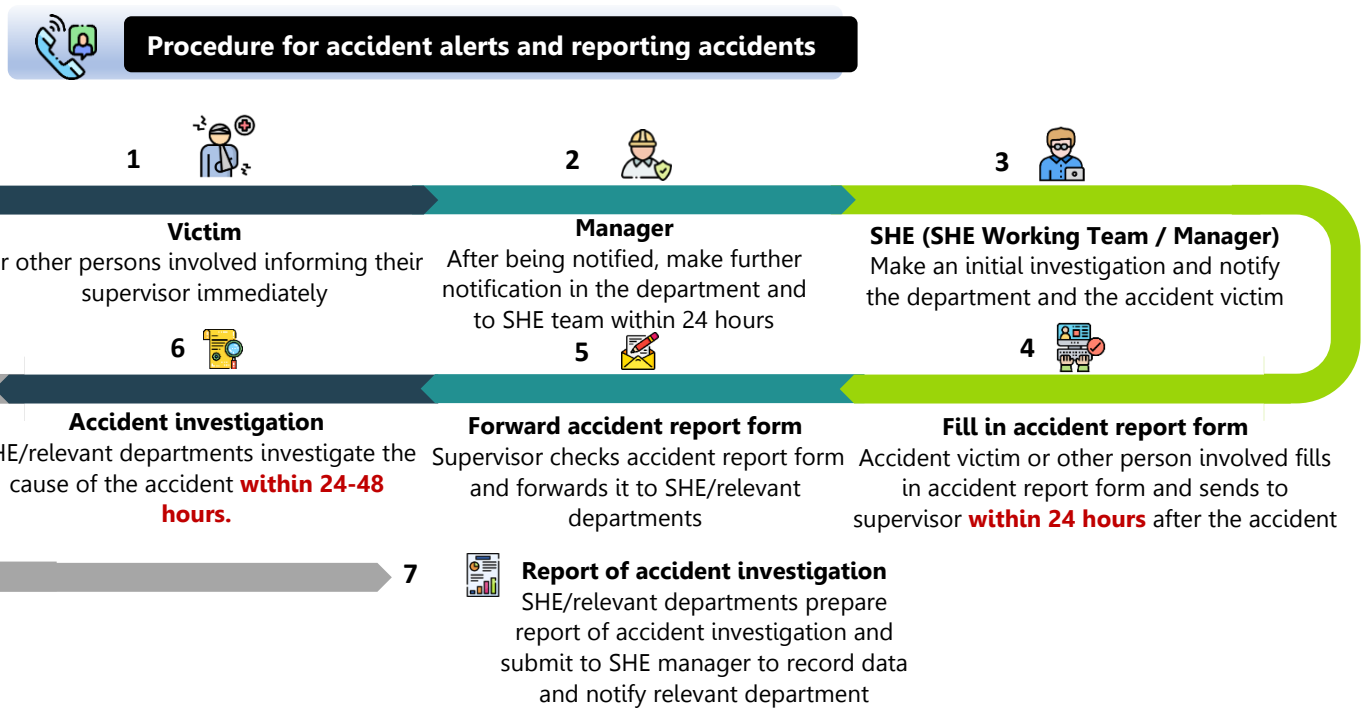 Procedure for accident alerts and reporting accidents
1
Victim
r other persons involved informing their
supervisor immediately
2
Manager
After being notified, make further
notification in the department and
to SHE team within 24 hours
3
SHE (SHE Working Team / Manager)
Make an initial investigation and notify
the department and the accident victim
4
Fill in accident report form
Accident victim or other person involved fills
in accident report form and sends to
supervisor within 24 hours after the accident
5
Forward accident report form
Supervisor checks accident report form
and forwards it to SHE/relevant
departments
6
Accident investigation
HE/relevant departments investigate the
cause of the accident within 24-48
hours.
7
Report of accident investigation
SHE/relevant departments prepare
report of accident investigation and
submit to SHE manager to record data
and notify relevant department